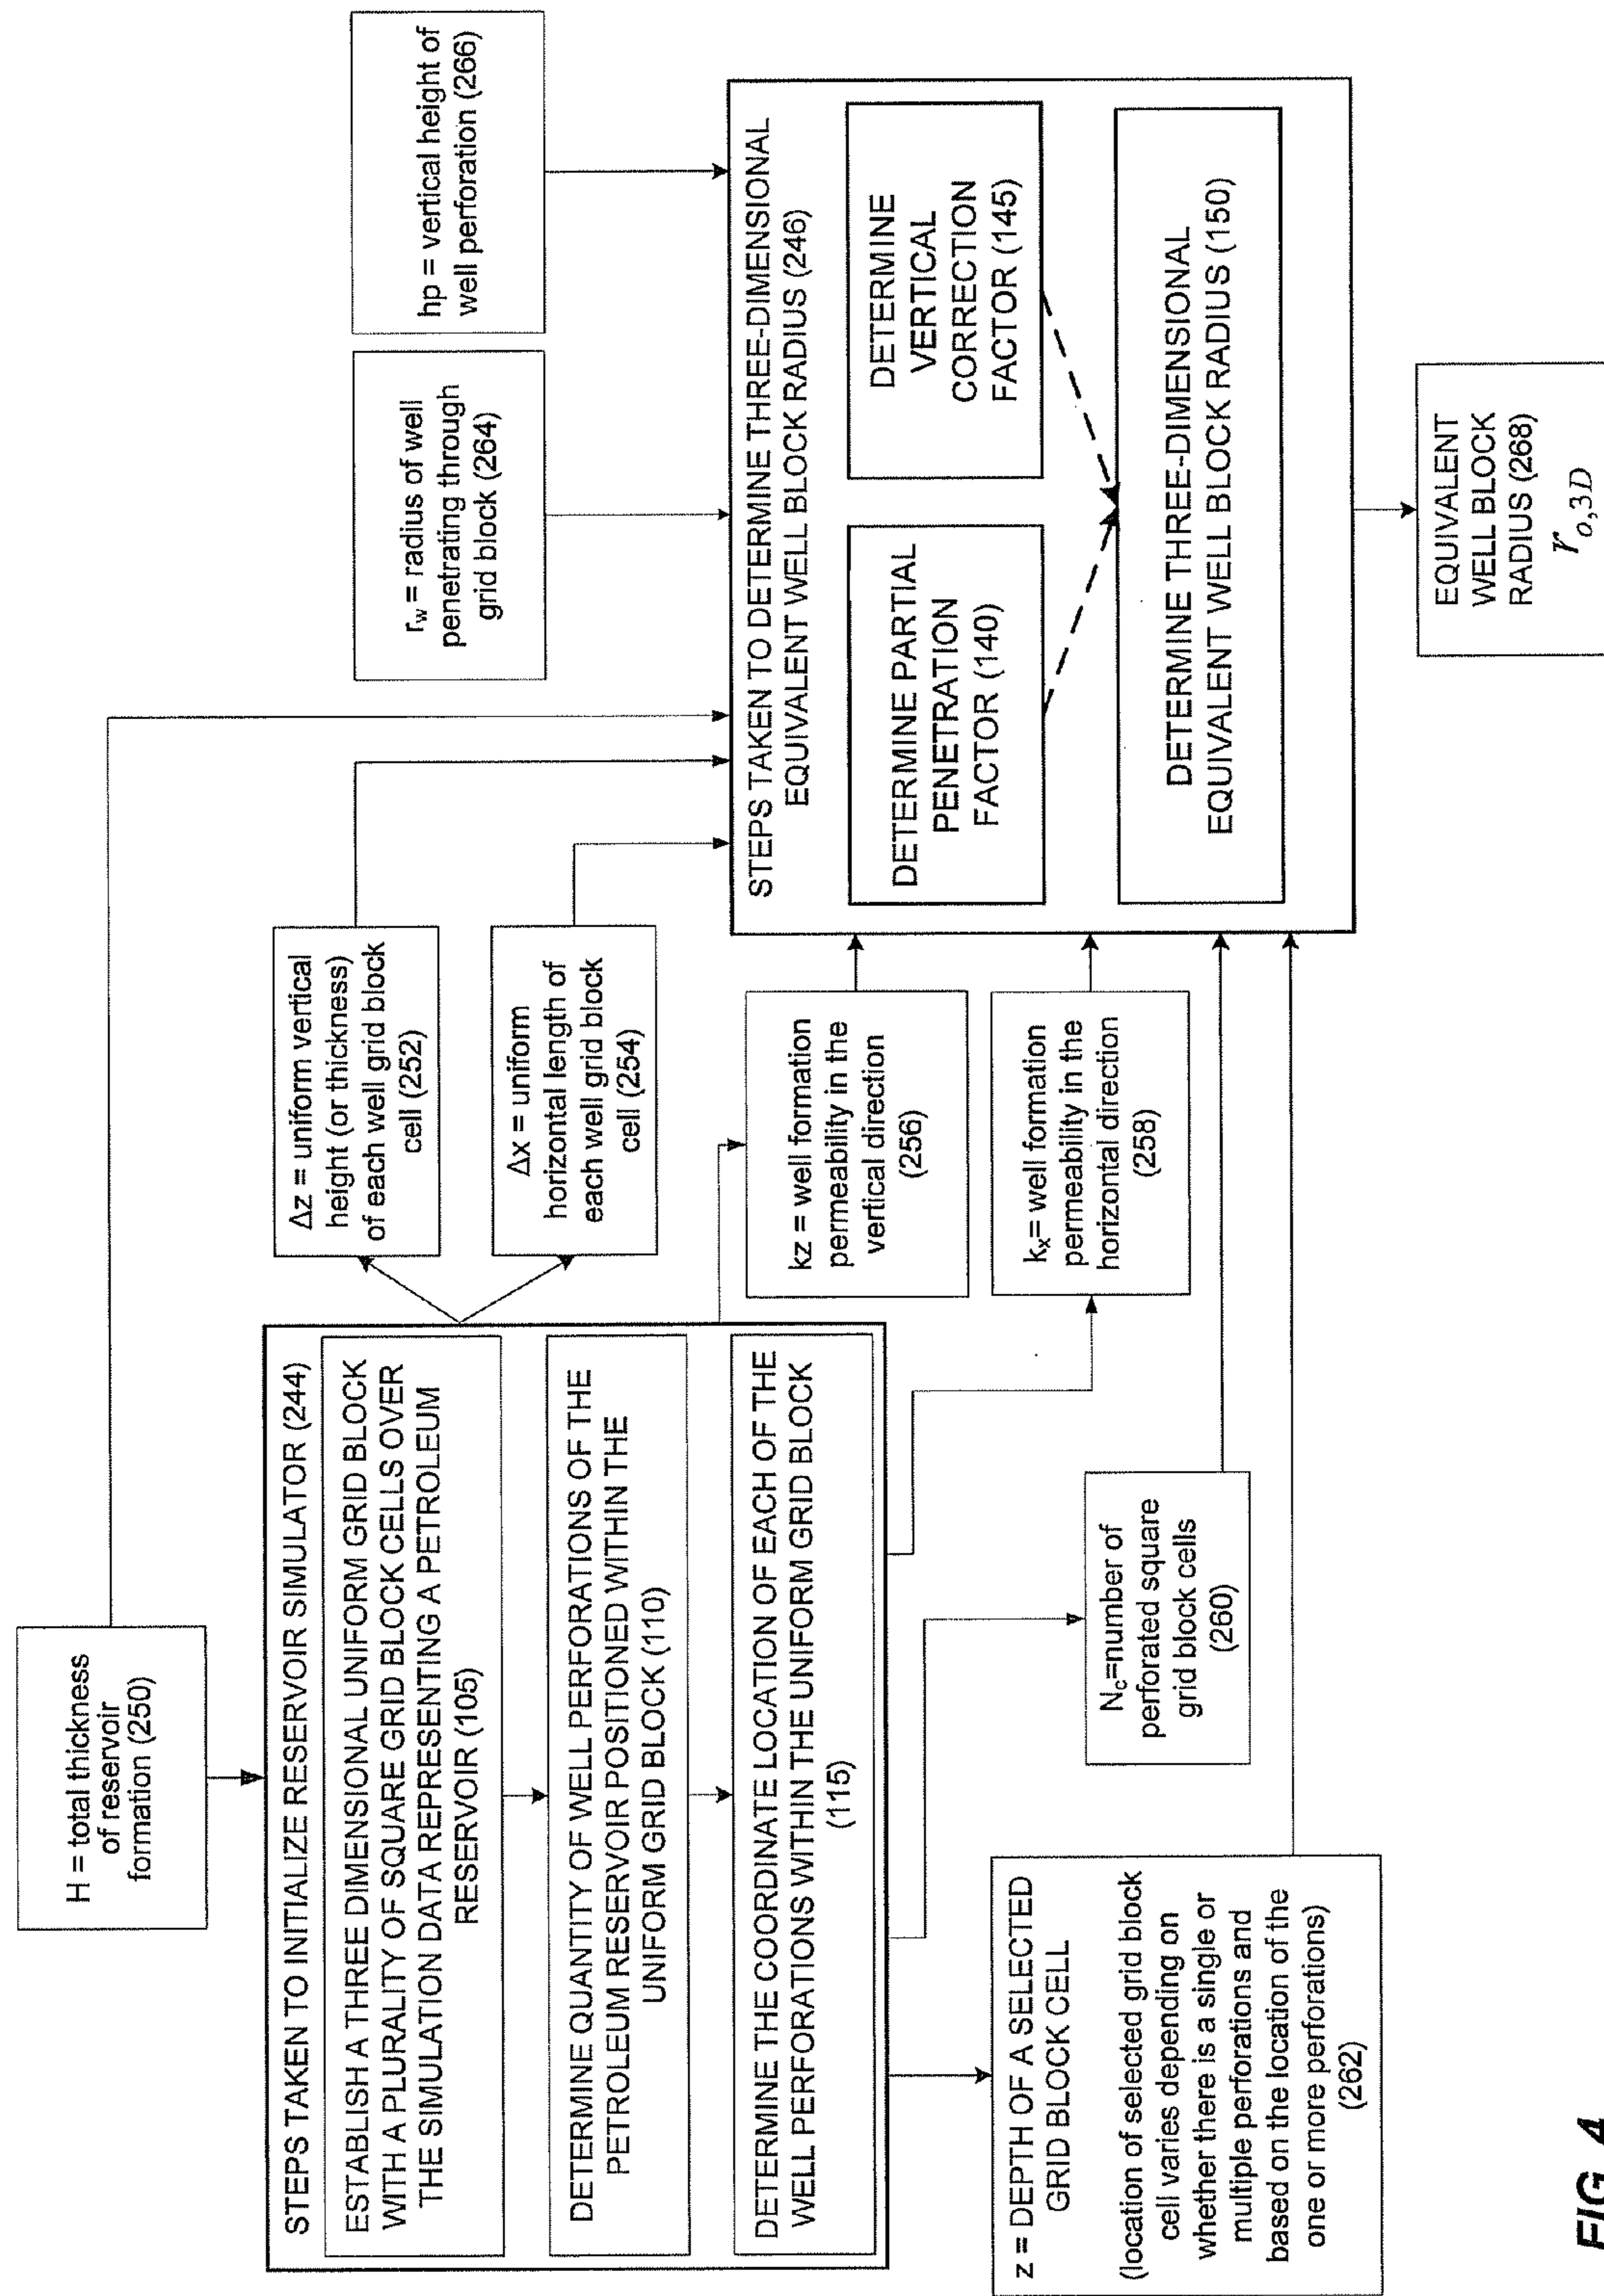 H = total thickness
of reservoir
formation (250)
STEPS TAKEN TO INITIALIZE RESERVOIR SIMULATOR (244)
ESTABLISH A THREE DIMENSIONAL UNIFORM GRID BLOCK
WITH A PLURALITY OF SQUARE GRID BLOCK CELLS OVER
THE SIMULATION DATA REPRESENTING A PETROLEUM
RESERVOIR (105)
DETERMINE QUANTITY OF WELL PERFORATIONS OF THE
PETROLEUM RESERVOIR POSITIONED WITHIN THE
UNIFORM GRID BLOCK (110)
DETERMINE THE COORDINATE LOCATION OF EACH OF THE
WELL PERFORATIONS WITHIN THE UNIFORM GRID BLOCK
(115)
z = DEPTH OF A SELECTED
GRID BLOCK CELL
(location of selected grid block
cell varies depending on
whether there is a single or
multiple perforations and
based on the location of the
one or more perforations)
(262)
N_c=number of
perforated square
grid block cells
(260)
Δz = uniform vertical
height (or thickness)
of each well grid block
cell (252)
Δx = uniform
horizontal length of
each well grid block
cell (254)
kz = well formation
permeability in the
vertical direction
(256)
k_x= well formation
permeability in the
horizontal direction
(258)
r_w = radius of well
penetrating through
grid block (264)
hp = vertical height of
well perforation (266)
STEPS TAKEN TO DETERMINE THREE-DIMENSIONAL
EQUIVALENT WELL BLOCK RADIUS (246)
DETERMINE PARTIAL
PENETRATION
FACTOR (140)
DETERMINE
VERTICAL
CORRECTION
FACTOR (145)
DETERMINE THREE-DIMENSIONAL
EQUIVALENT WELL BLOCK RADIUS (150)
EQUIVALENT
WELL BLOCK
RADIUS (268)
r_{o,3D}
FIG. 4